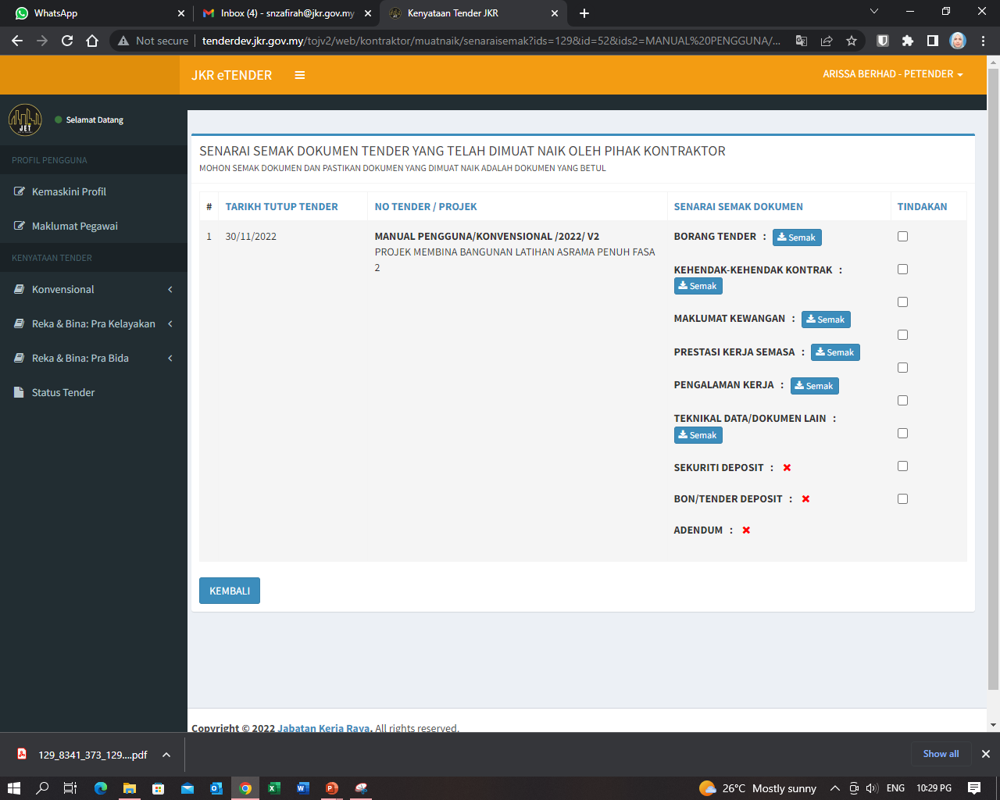 WhatsApp
Inbox (4) - snzafirah@jkr.gov.my
Kenyataan Tender JKR
Not secure
tenderdev.jkr.gov.my/tojv2/web/kontraktor/muatnaik/senaraisemak?ids=129&id=52&ids2=MANUAL%20PENGGUNA/...
JKR eTENDER
ARISSA BERHAD - PETENDER
JET
Selamat Datang
PROFIL PENGGUNA
Kemaskini Profil
Maklumat Pegawai
KENYATAAN TENDER
Konvensional
Reka & Bina: Pra Kelayakan
Reka & Bina: Pra Bida
Status Tender
SENARAI SEMAK DOKUMEN TENDER YANG TELAH DIMUAT NAIK OLEH PIHAK KONTRAKTOR
MOHON SEMAK DOKUMEN DAN PASTIKAN DOKUMEN YANG DIMUAT NAIK ADALAH DOKUMEN YANG BETUL
# TARIKH TUTUP TENDER NO TENDER / PROJEK SENARAI SEMAK DOKUMEN TINDAKAN
1 30/11/2022 MANUAL PENGGUNA/KONVENSIONAL /2022/ V2
PROJEK MEMBINA BANGUNAN LATIHAN ASRAMA PENUH FASA
2
BORANG TENDER : Semak
KEHENDAK-KEHENDAK KONTRAK :
Semak
MAKLUMAT KEWANGAN : Semak
PRESTASI KERJA SEMASA : Semak
PENGALAMAN KERJA : Semak
TEKNIKAL DATA/DOKUMEN LAIN :
Semak
SEKURITI DEPOSIT :
BON/TENDER DEPOSIT :
ADENDUM :
KEMBALI
Copyright © 2022 Jabatan Kerja Raya. All rights reserved.
129_8341_373_129....pdf
Show all
26°C Mostly sunny
ENG
10:29 PG